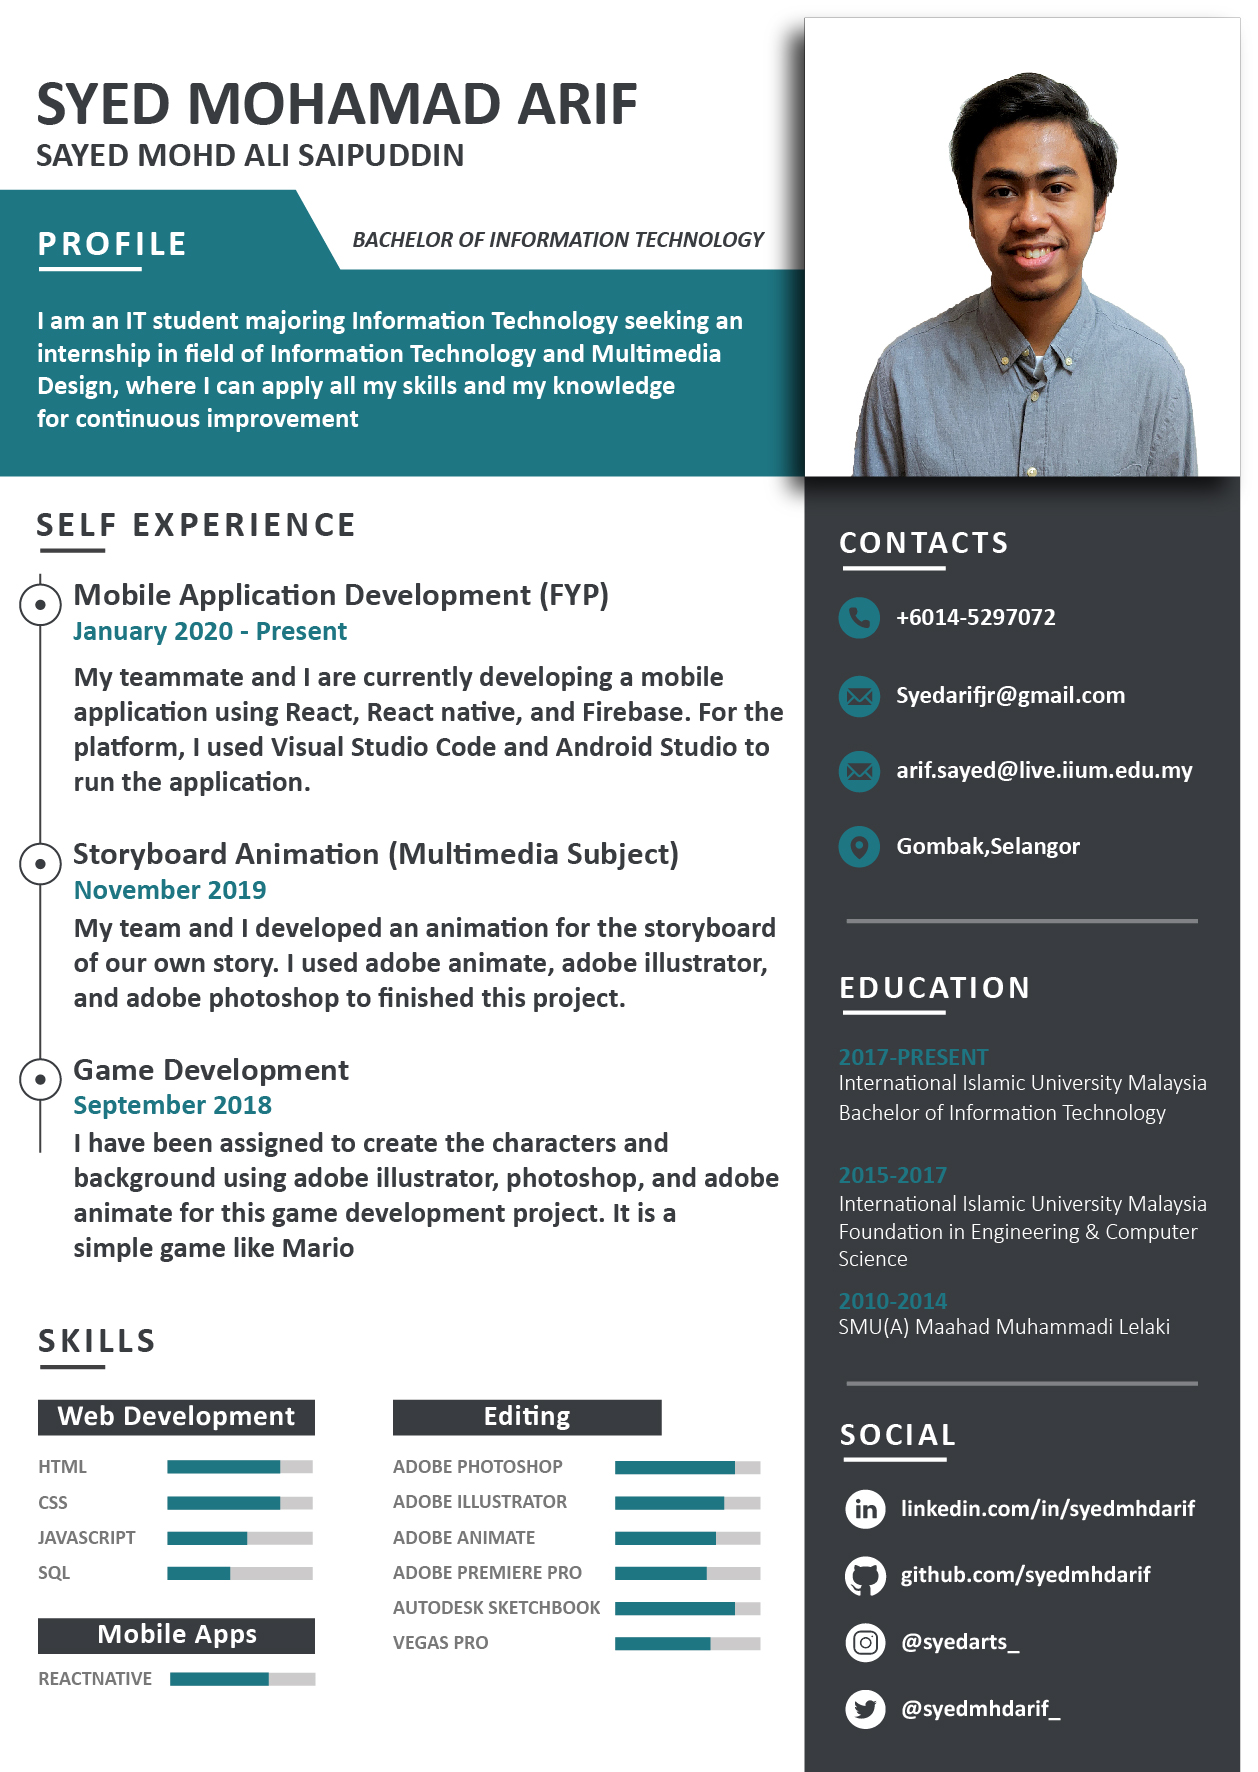 SYED MOHAMAD ARIF
SAYED MOHD ALI SAIPUDDIN
PROFILE
BACHELOR OF INFORMATION TECHNOLOGY
I am an IT student majoring Information Technology seeking an
internship in field of Information Technology and Multimedia
Design, where I can apply all my skills and my knowledge
for continuous improvement
SELF EXPERIENCE
Mobile Application Development (FYP)
January 2020 - Present
My teammate and I are currently developing a mobile
application using React, React native, and Firebase. For the
platform, I used Visual Studio Code and Android Studio to
run the application.
Storyboard Animation (Multimedia Subject)
November 2019
My team and I developed an animation for the storyboard
of our own story. I used adobe animate, adobe illustrator,
and adobe photoshop to finished this project.
Game Development
September 2018
I have been assigned to create the characters and
background using adobe illustrator, photoshop, and adobe
animate for this game development project. It is a
simple game like Mario
SKILLS
Web Development
HTML
CSS
JAVASCRIPT
SQL
Mobile Apps
REACTNATIVE
Editing
ADOBE PHOTOSHOP
ADOBE ILLUSTRATOR
ADOBE ANIMATE
ADOBE PREMIERE PRO
AUTODESK SKETCHBOOK
VEGAS PRO
CONTACTS
+6014-5297072
Syedarifjr@gmail.com
arif.sayed@live.iium.edu.my
Gombak,Selangor
EDUCATION
2017-PRESENT
International Islamic University Malaysia
Bachelor of Information Technology
2015-2017
International Islamic University Malaysia
Foundation in Engineering & Computer
Science
2010-2014
SMU(A) Maahad Muhammadi Lelaki
SOCIAL
linkedin.com/in/syedmhdarif
github.com/syedmhdarif
@syedarts_
@syedmhdarif_